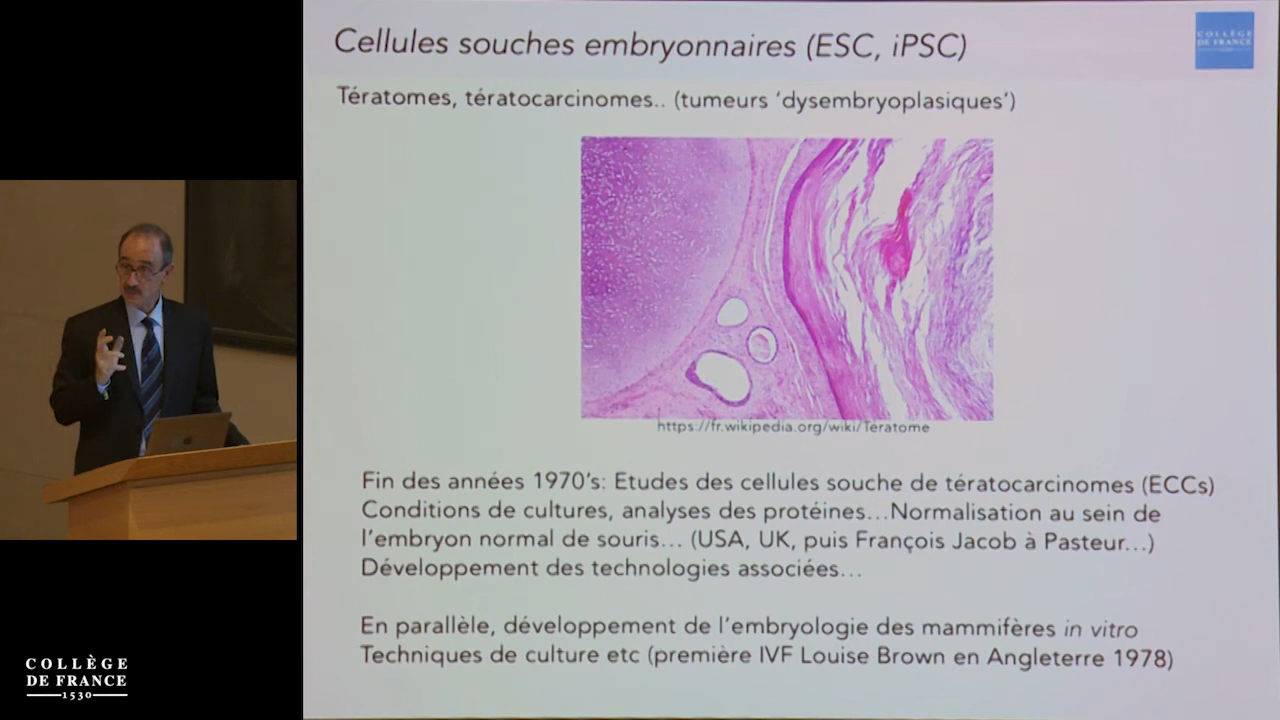 Cellules souches embryonnaires (ESC, iPSC)
COLLÈGE
DE FRANCE
1530
Tératomes, tératocarcinomes.. (tumeurs ‘dysembryoplasiques’)
https://fr.wikipedia.org/wiki/Tératome
Fin des années 1970’s: Etudes des cellules souche de tératocarcinomes (ECCs)
Conditions de cultures, analyses des protéines…Normalisation au sein de
l’embryon normal de souris… (USA, UK, puis François Jacob à Pasteur…)
Développement des technologies associées…
En parallèle, développement de l’embryologie des mammifères in vitro
Techniques de culture etc (première IVF Louise Brown en Angleterre 1978)
COLLÈGE
DE FRANCE
1530